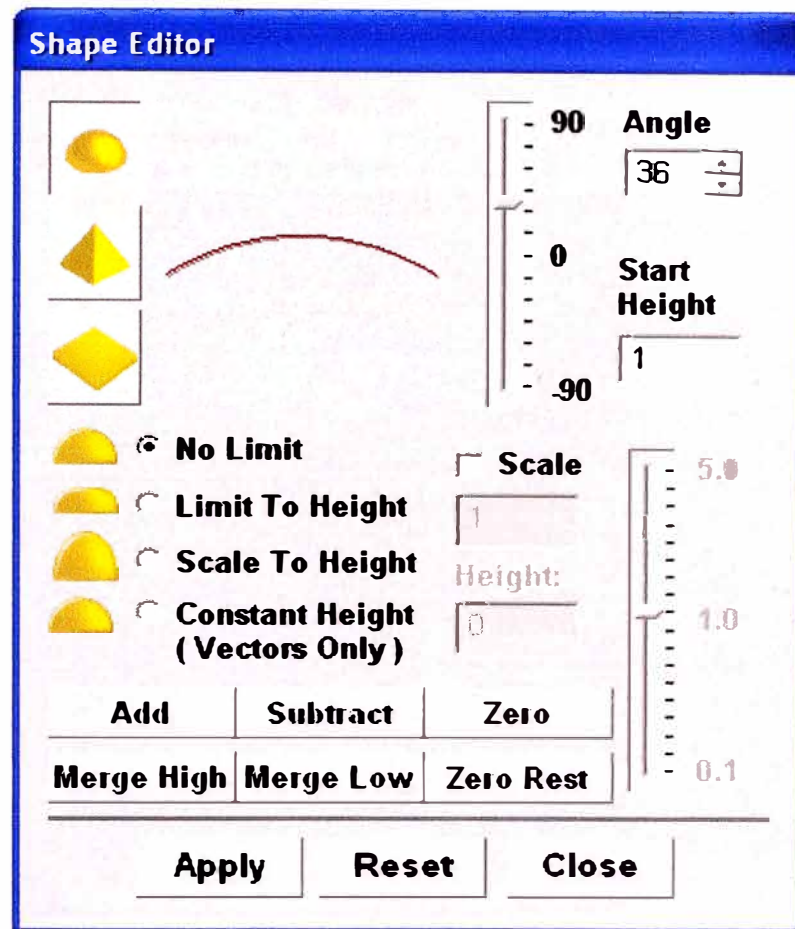 Shape Editor
90
Angle
36
0
Start
Height
1
-90
No Limit
Limit To Height
Scale To Height
Constant Height
( Vectors Only )
Scale
1
Height:
0
5.0
1.0
0.1
Add
Subtract
Zero
Merge High
Merge Low
Zero Rest
Apply
Reset
Close